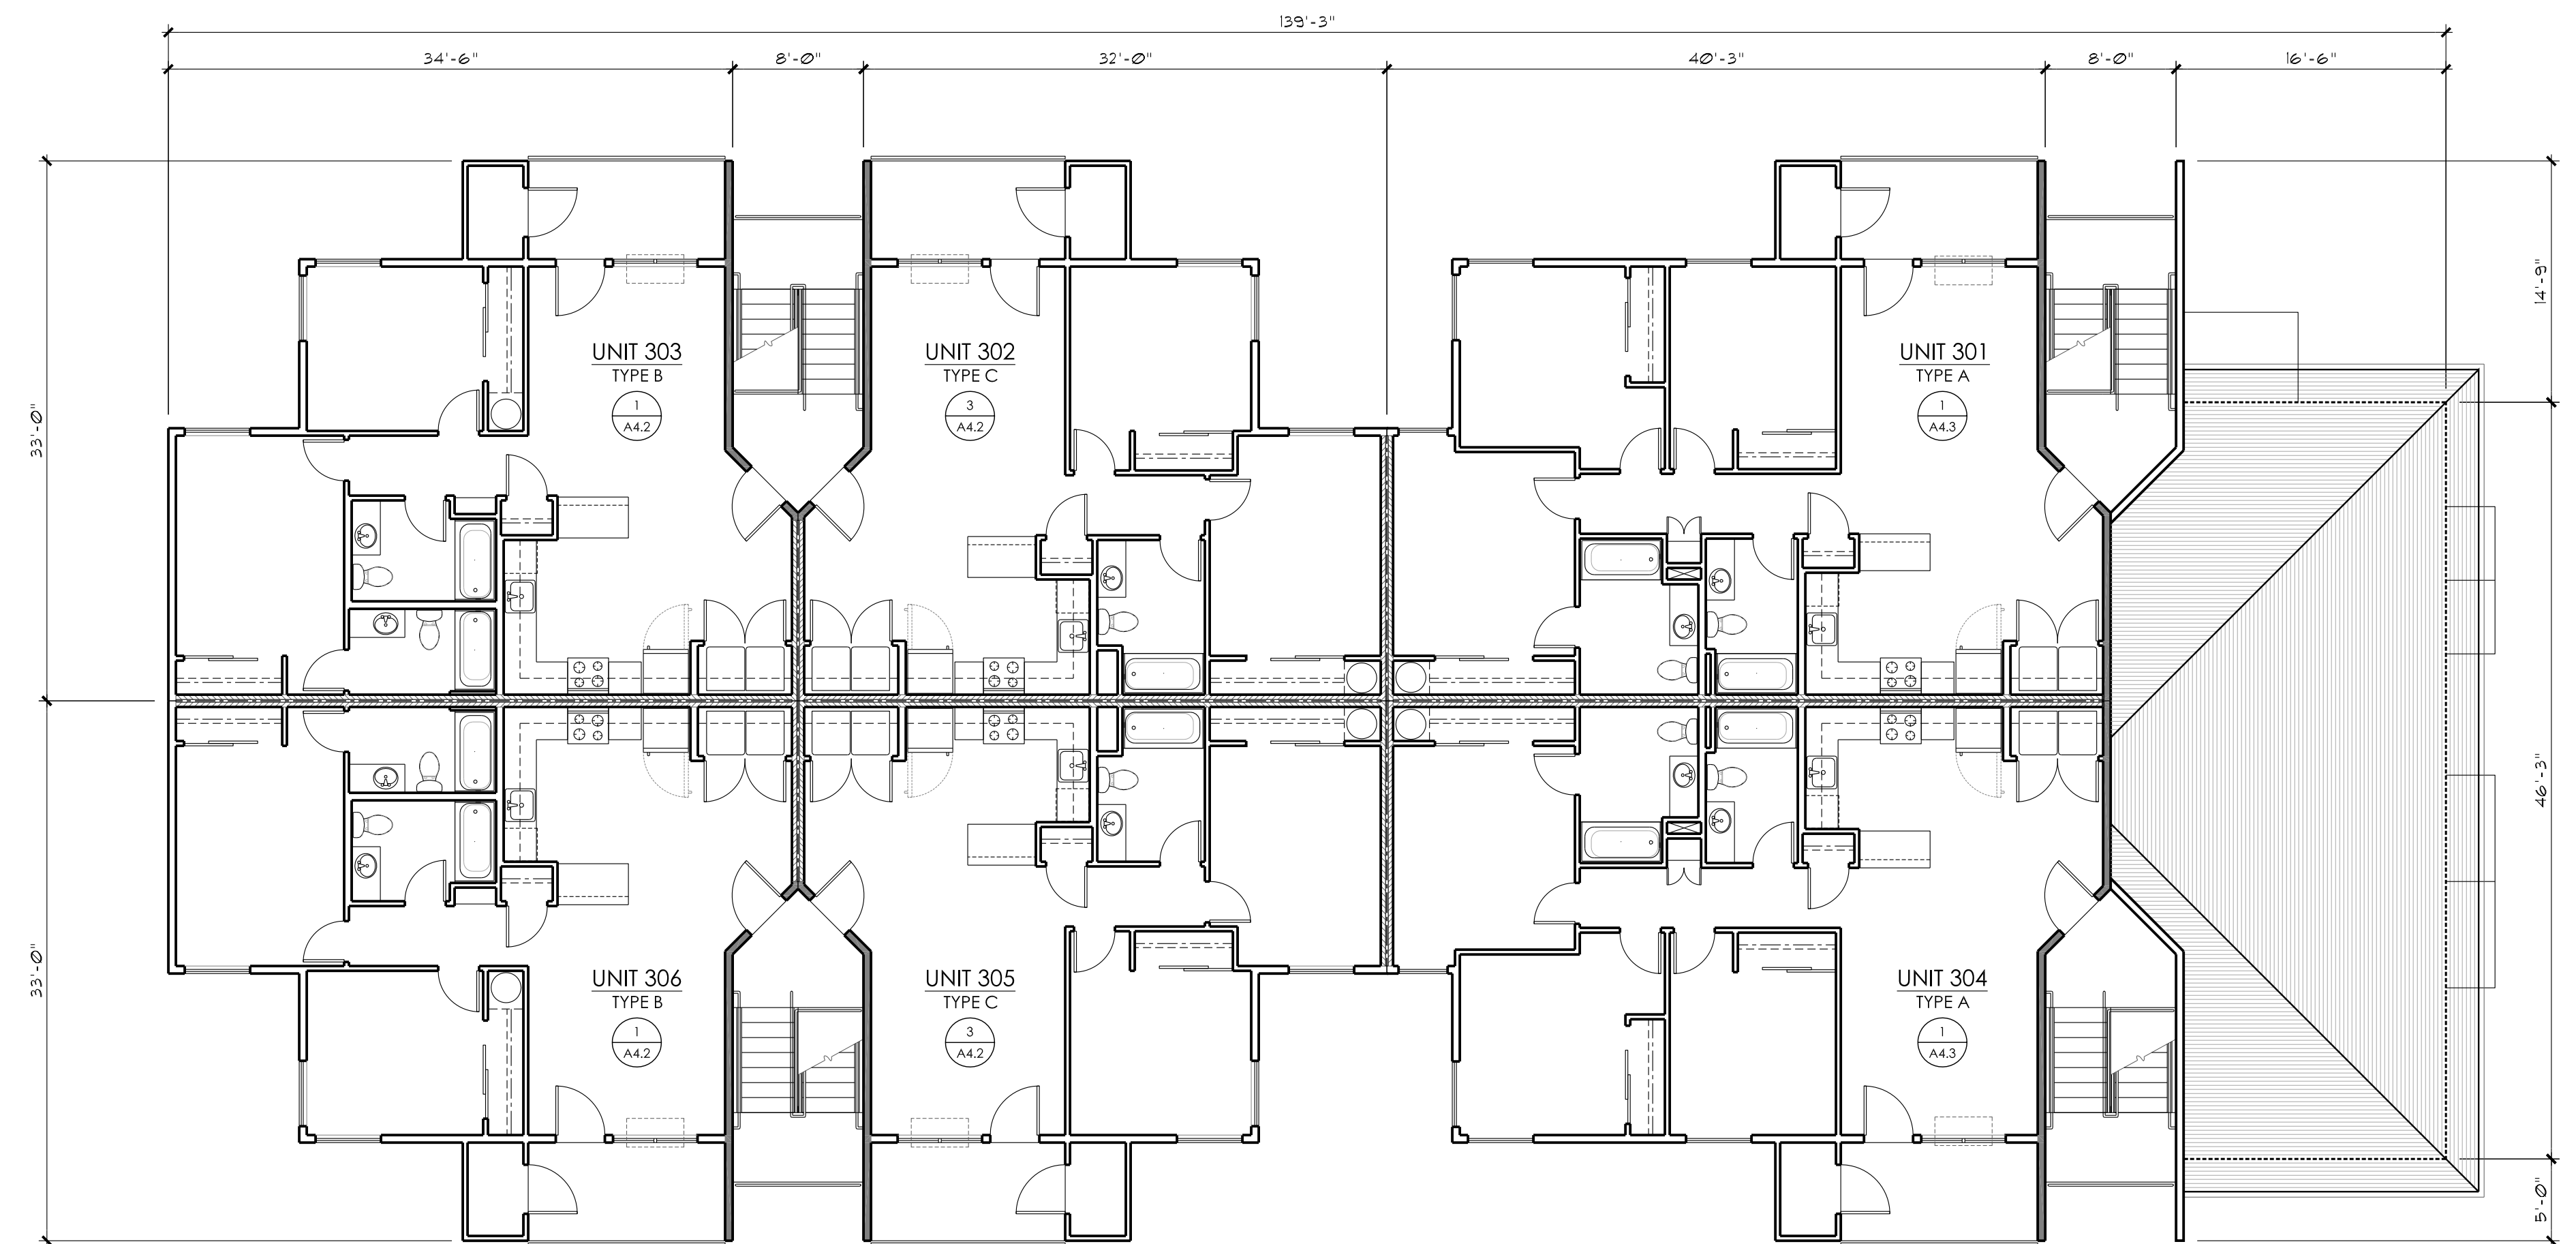 139'-3"
34'-6" 8'-0" 32'-0" 40'-3" 8'-0" 16'-6"
33'-0"
14'-9"
UNIT 303
TYPE B
1
A4.2
UNIT 302
TYPE C
3
A4.2
UNIT 301
TYPE A
1
A4.3
33'-0"
46'-3"
UNIT 306
TYPE B
1
A4.2
UNIT 305
TYPE C
3
A4.2
UNIT 304
TYPE A
1
A4.3
5'-0"